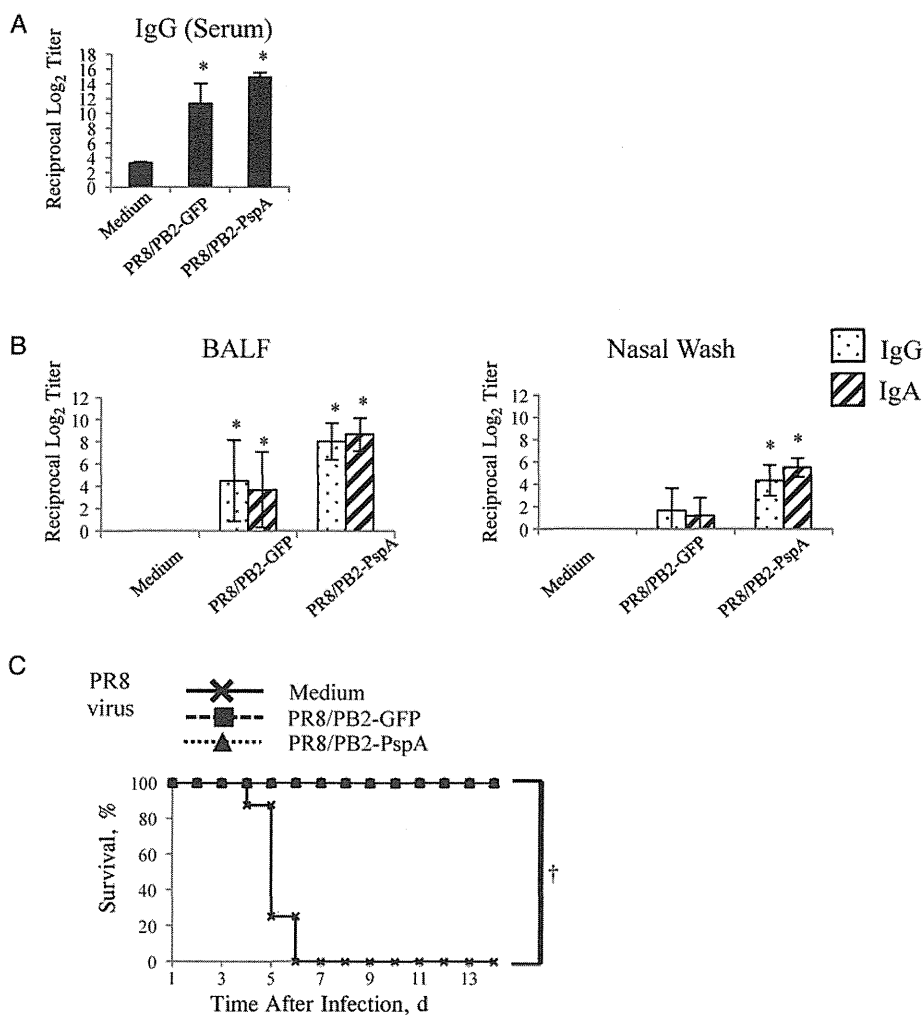 A
IgG (Serum)
Reciprocal Log2 Titer
18
16
14
12
10
8
6
4
2
0
*
*
Medium
PR8/PB2-GFP
PR8/PB2-PspA
B
BALF
Reciprocal Log2 Titer
12
10
8
6
4
2
0
* *
* *
Medium
PR8/PB2-GFP
PR8/PB2-PspA
Nasal Wash
Reciprocal Log2 Titer
12
10
8
6
4
2
0
* *
Medium
PR8/PB2-GFP
PR8/PB2-PspA
IgG
IgA
C
PR8
virus
Medium
PR8/PB2-GFP
PR8/PB2-PspA
Survival, %
100
80
60
40
20
0
1 3 5 7 9 11 13
Time After Infection, d
†